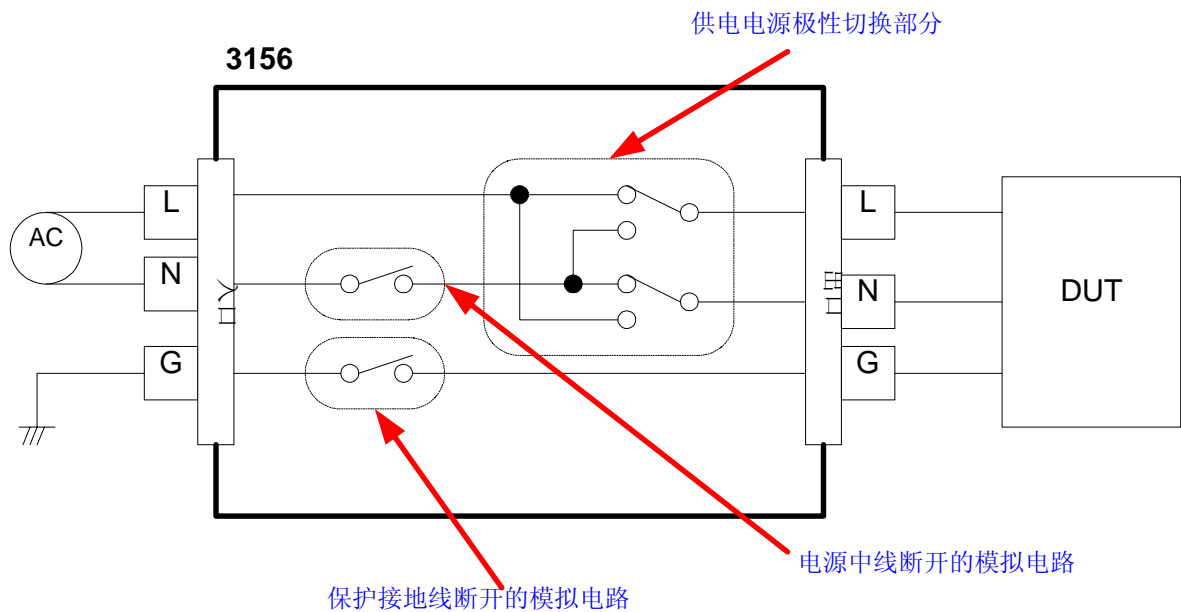 供电电源极性切换部分
3156
AC
L
N
G
入口
出口
L
N
G
DUT
电源中线断开的模拟电路
保护接地线断开的模拟电路